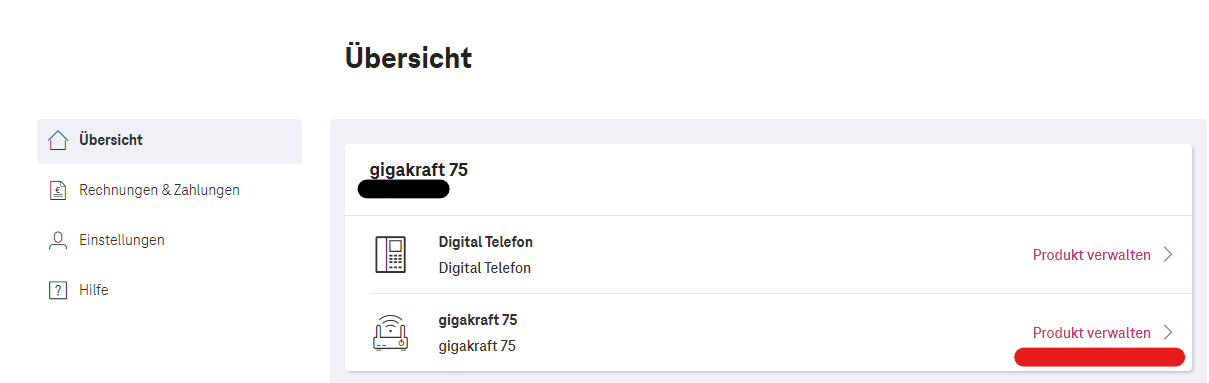 Übersicht
Übersicht
Rechnungen & Zahlungen
Einstellungen
Hilfe
gigakraft 75
Digital Telefon
Digital Telefon
Produkt verwalten
gigakraft 75
gigakraft 75
Produkt verwalten